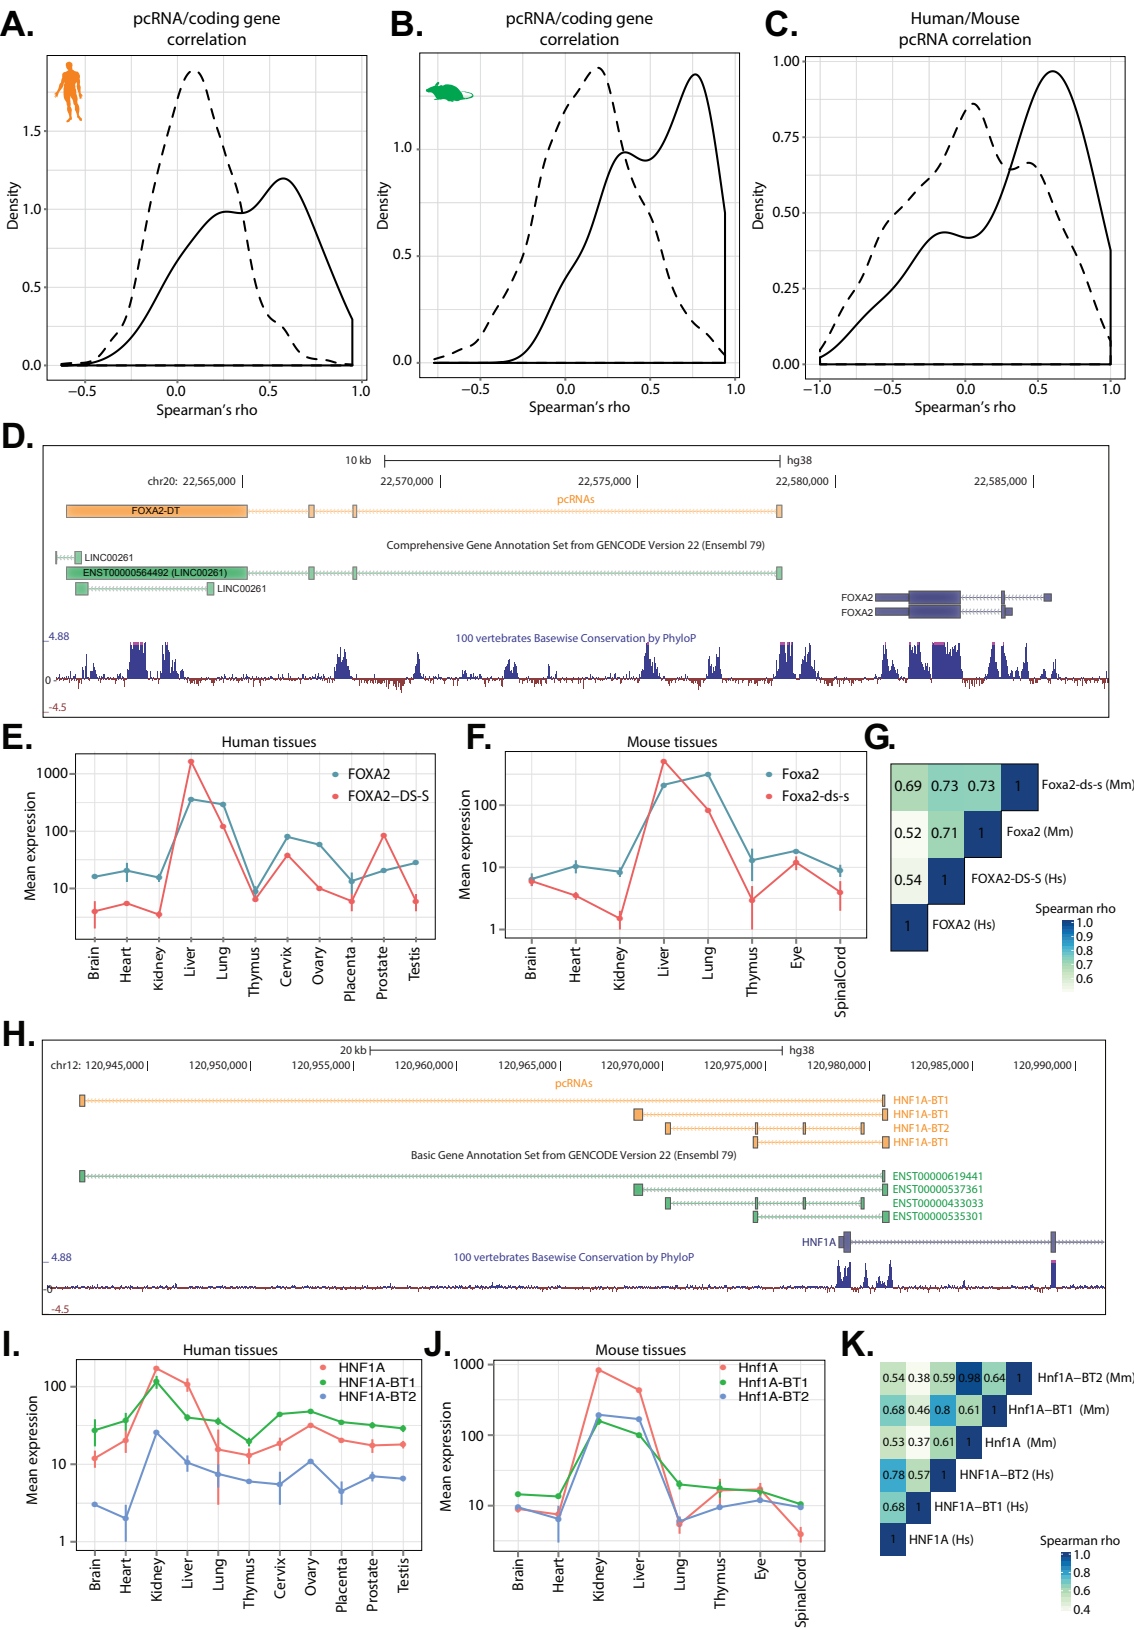 A.
pcRNA/coding gene
correlation
Density
1.5
1.0
0.5
0.0
−0.5
0.0
0.5
1.0
Spearman's rho
B.
pcRNA/coding gene
correlation
Density
1.0
0.5
0.0
−0.5
0.0
0.5
1.0
Spearman's rho
C.
Human/Mouse
pcRNA correlation
Density
1.00
0.75
0.50
0.25
0.00
−1.0
−0.5
0.0
0.5
1.0
Spearman's rho
D.
10 kb
hg38
chr20: 22,565,000
22,570,000
22,575,000
22,580,000
22,585,000
pcRNAs
FOXA2-DT
Comprehensive Gene Annotation Set from GENCODE Version 22 (Ensembl 79)
LINC00261
ENST00000564492 (LINC00261)
LINC00261
FOXA2
FOXA2
4.88
100 vertebrates Basewise Conservation by PhyloP
0
-4.5
E.
Human tissues
Mean expression
1000
100
10
FOXA2
FOXA2−DS-S
Brain
Heart
Kidney
Liver
Lung
Thymus
Cervix
Ovary
Placenta
Prostate
Testis
F.
Mouse tissues
Mean expression
100
10
1
Foxa2
Foxa2-ds-s
Brain
Heart
Kidney
Liver
Lung
Thymus
Eye
SpinalCord
G.
0.69 0.73 0.73 1 Foxa2-ds-s (Mm)
0.52 0.71 1 Foxa2 (Mm)
0.54 1 FOXA2-DS-S (Hs)
1 FOXA2 (Hs)
Spearman rho
1.0
0.9
0.8
0.7
0.6
H.
20 kb
hg38
chr12: 120,945,000
120,950,000
120,955,000
120,960,000
120,965,000
120,970,000
120,975,000
120,980,000
120,985,000
120,990,000
pcRNAs
HNF1A-BT1
HNF1A-BT1
HNF1A-BT2
HNF1A-BT1
Basic Gene Annotation Set from GENCODE Version 22 (Ensembl 79)
ENST00000619441
ENST00000537361
ENST00000433033
ENST00000535301
HNF1A
4.88
100 vertebrates Basewise Conservation by PhyloP
0
-4.5
I.
Human tissues
Mean expression
100
10
1
HNF1A
HNF1A-BT1
HNF1A-BT2
Brain
Heart
Kidney
Liver
Lung
Thymus
Cervix
Ovary
Placenta
Prostate
Testis
J.
Mouse tissues
Mean expression
1000
100
10
Hnf1A
Hnf1A-BT1
Hnf1A-BT2
Brain
Heart
Kidney
Liver
Lung
Thymus
Eye
SpinalCord
K.
0.54 0.38 0.59 0.98 0.64 1 Hnf1A−BT2 (Mm)
0.68 0.46 0.8 0.61 1 Hnf1A−BT1 (Mm)
0.53 0.37 0.61 1 Hnf1A (Mm)
0.78 0.57 1 HNF1A−BT2 (Hs)
0.68 1 HNF1A−BT1 (Hs)
1 HNF1A (Hs)
Spearman rho
1.0
0.8
0.6
0.4